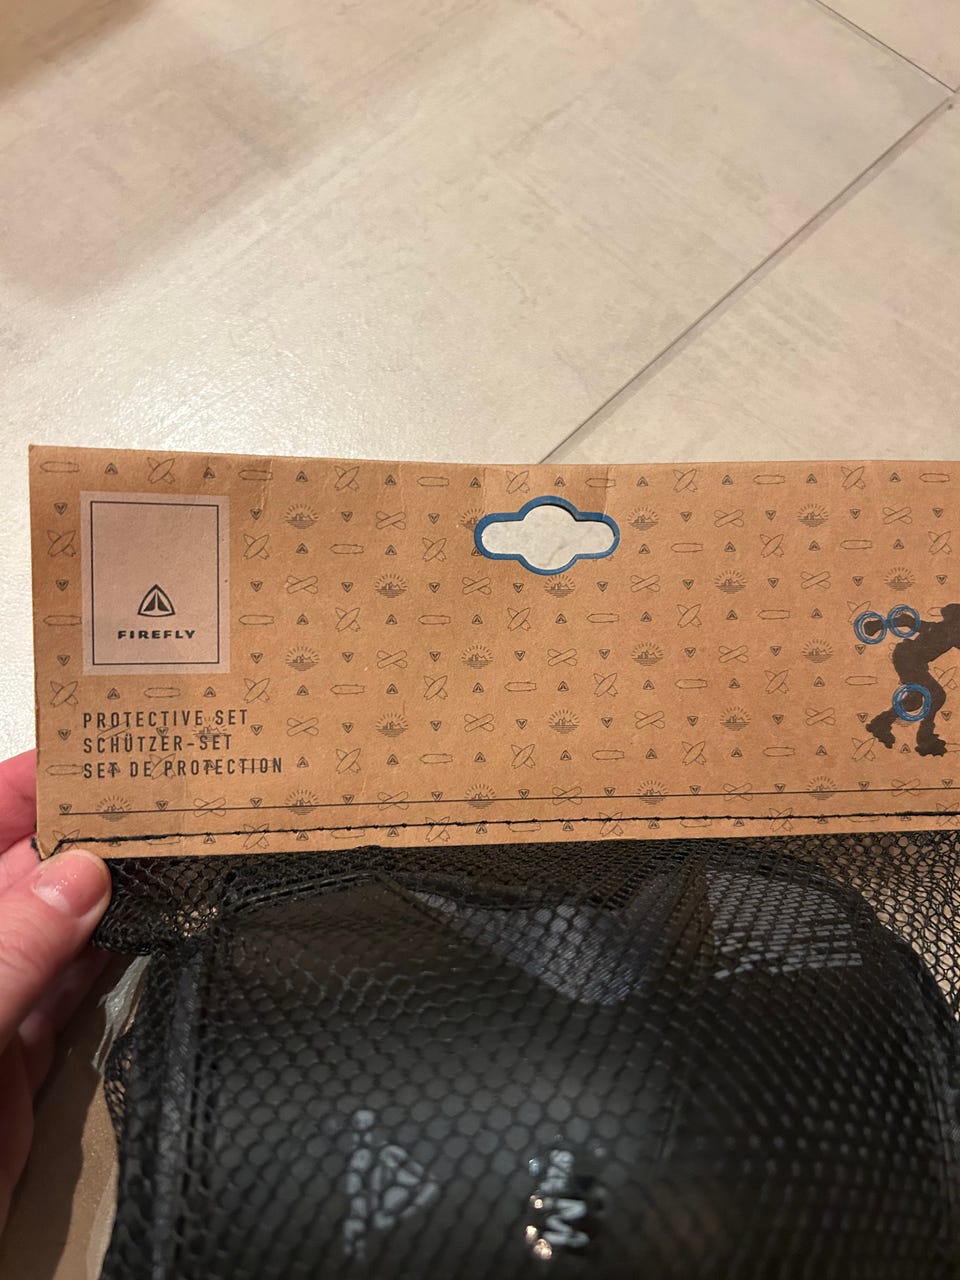 FIREFLY
PROTECTIVE SET
SCHÜTZER-SET
SET DE PROTECTION
M